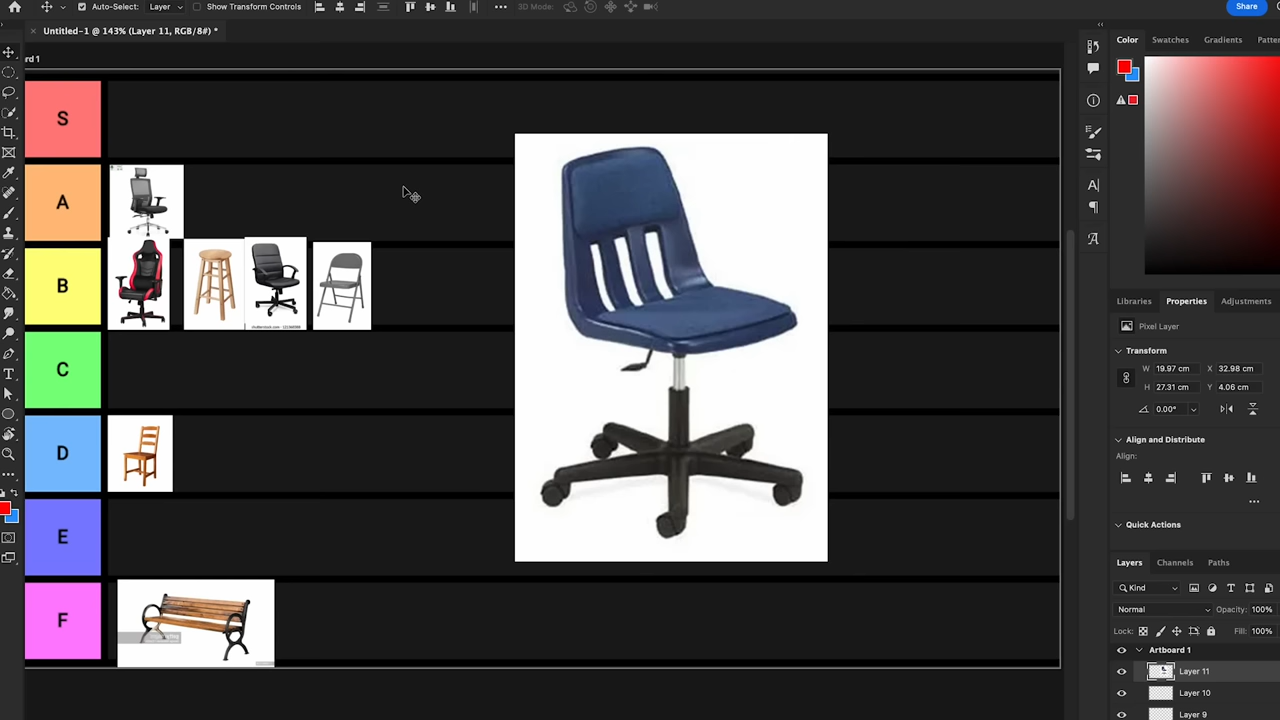 Auto-Select:
Layer
Show Transform Controls
3D Mode:
Share
Untitled-1 @ 143% (Layer 11, RGB/8#) *
rd 1
Color
Swatches
Gradients
Patte
S
A
B
C
D
E
F
Libraries
Properties
Adjustments
Pixel Layer
Transform
W 19.97 cm X 32.98 cm
H 27.31 cm Y 4.06 cm
0.00°
Align and Distribute
Align:
Quick Actions
Layers
Channels
Paths
Kind
Normal
Opacity: 100%
Lock:
Fill: 100%
Artboard 1
Layer 11
Layer 10
Layer 9